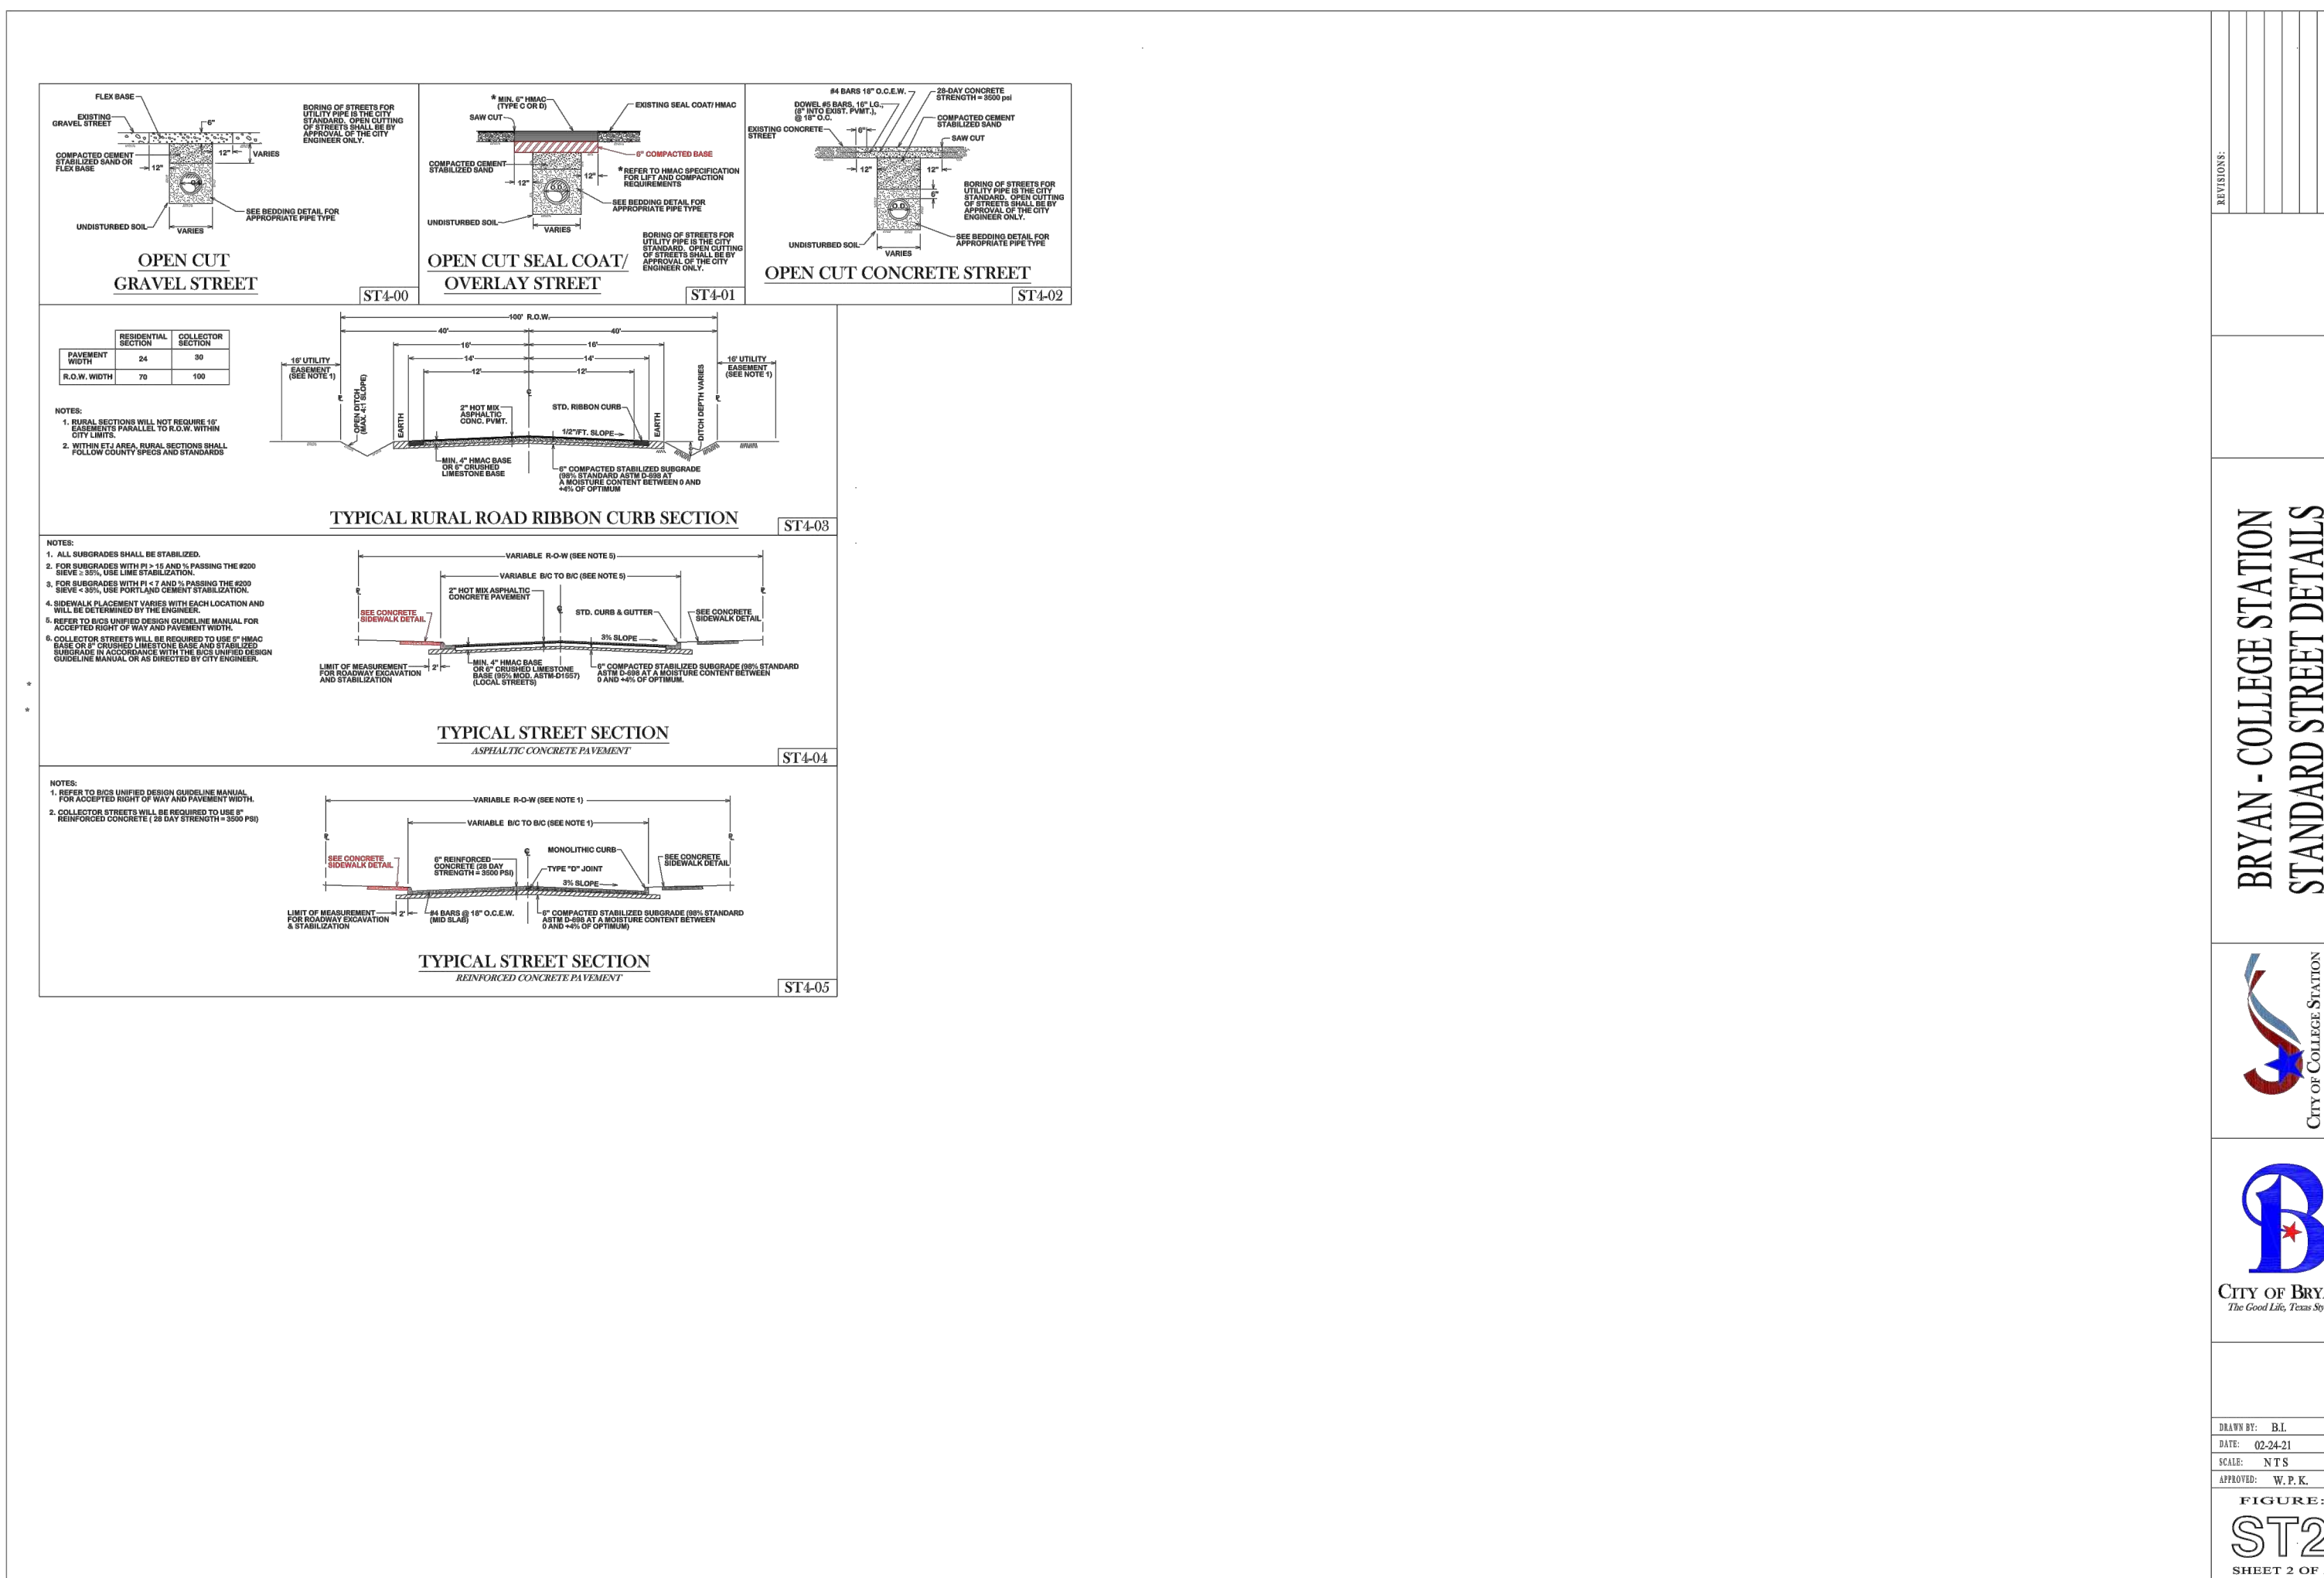 FLEX BASE
EXISTING
GRAVEL STREET
6"
12"
VARIES
COMPACTED CEMENT
STABILIZED SAND OR
FLEX BASE
12"
O.D.
SEE BEDDING DETAIL FOR
APPROPRIATE PIPE TYPE
UNDISTURBED SOIL
VARIES
BORING OF STREETS FOR
UTILITY PIPE IS THE CITY
STANDARD. OPEN CUTTING
OF STREETS SHALL BE BY
APPROVAL OF THE CITY
ENGINEER ONLY.
OPEN CUT
GRAVEL STREET
ST4-00
* MIN. 6" HMAC
(TYPE C OR D)
SAW CUT
EXISTING SEAL COAT/ HMAC
6" COMPACTED BASE
COMPACTED CEMENT
STABILIZED SAND
12"
12"
O.D.
* REFER TO HMAC SPECIFICATION
FOR LIFT AND COMPACTION
REQUIREMENTS
SEE BEDDING DETAIL FOR
APPROPRIATE PIPE TYPE
UNDISTURBED SOIL
VARIES
BORING OF STREETS FOR
UTILITY PIPE IS THE CITY
STANDARD. OPEN CUTTING
OF STREETS SHALL BE BY
APPROVAL OF THE CITY
ENGINEER ONLY.
OPEN CUT SEAL COAT/
OVERLAY STREET
ST4-01
#4 BARS 18" O.C.E.W.
28-DAY CONCRETE
STRENGTH = 3500 psi
DOWEL #5 BARS, 16" LG.,
(8" INTO EXIST. PVMT.),
@ 18" O.C.
COMPACTED CEMENT
STABILIZED SAND
EXISTING CONCRETE
STREET
6"
SAW CUT
12"
12"
6"
O.D.
BORING OF STREETS FOR
UTILITY PIPE IS THE CITY
STANDARD. OPEN CUTTING
OF STREETS SHALL BE BY
APPROVAL OF THE CITY
ENGINEER ONLY.
SEE BEDDING DETAIL FOR
APPROPRIATE PIPE TYPE
UNDISTURBED SOIL
VARIES
OPEN CUT CONCRETE STREET
ST4-02
RESIDENTIAL SECTION COLLECTOR SECTION
PAVEMENT WIDTH 24 30
R.O.W. WIDTH 70 100
NOTES:
1. RURAL SECTIONS WILL NOT REQUIRE 16'
EASEMENTS PARALLEL TO R.O.W. WITHIN
CITY LIMITS.
2. WITHIN ETJ AREA, RURAL SECTIONS SHALL
FOLLOW COUNTY SPECS AND STANDARDS
100' R.O.W.
40' 40'
16' 16'
14' 14'
12' 12'
16' UTILITY
EASEMENT
(SEE NOTE 1)
16' UTILITY
EASEMENT
(SEE NOTE 1)
OPEN DITCH
(MAX. 4:1 SLOPE)
EARTH
2" HOT MIX
ASPHALTIC
CONC. PVMT.
STD. RIBBON CURB
1/2"/FT. SLOPE
EARTH
DITCH DEPTH VARIES
MIN. 4" HMAC BASE
OR 6" CRUSHED
LIMESTONE BASE
6" COMPACTED STABILIZED SUBGRADE
(98% STANDARD ASTM D-698 AT
A MOISTURE CONTENT BETWEEN 0 AND
+4% OF OPTIMUM
TYPICAL RURAL ROAD RIBBON CURB SECTION
ST4-03
NOTES:
1. ALL SUBGRADES SHALL BE STABILIZED.
2. FOR SUBGRADES WITH PI > 15 AND % PASSING THE #200
SIEVE ≥ 35%, USE LIME STABILIZATION.
3. FOR SUBGRADES WITH PI < 7 AND % PASSING THE #200
SIEVE < 35%, USE PORTLAND CEMENT STABILIZATION.
4. SIDEWALK PLACEMENT VARIES WITH EACH LOCATION AND
WILL BE DETERMINED BY THE ENGINEER.
5. REFER TO B/CS UNIFIED DESIGN GUIDELINE MANUAL FOR
ACCEPTED RIGHT OF WAY AND PAVEMENT WIDTH.
6. COLLECTOR STREETS WILL BE REQUIRED TO USE 5" HMAC
BASE OR 8" CRUSHED LIMESTONE BASE AND STABILIZED
SUBGRADE IN ACCORDANCE WITH THE B/CS UNIFIED DESIGN
GUIDELINE MANUAL OR AS DIRECTED BY CITY ENGINEER.
*
*
VARIABLE R-O-W (SEE NOTE 5)
VARIABLE B/C TO B/C (SEE NOTE 5)
2" HOT MIX ASPHALTIC
CONCRETE PAVEMENT
SEE CONCRETE
SIDEWALK DETAIL
STD. CURB & GUTTER
SEE CONCRETE
SIDEWALK DETAIL
3% SLOPE
LIMIT OF MEASUREMENT
FOR ROADWAY EXCAVATION
AND STABILIZATION
2'
MIN. 4" HMAC BASE
OR 6" CRUSHED LIMESTONE
BASE (95% MOD. ASTM-D1557)
(LOCAL STREETS)
6" COMPACTED STABILIZED SUBGRADE (98% STANDARD
ASTM D-698 AT A MOISTURE CONTENT BETWEEN
0 AND +4% OF OPTIMUM.
TYPICAL STREET SECTION
ASPHALTIC CONCRETE PAVEMENT
ST4-04
NOTES:
1. REFER TO B/CS UNIFIED DESIGN GUIDELINE MANUAL
FOR ACCEPTED RIGHT OF WAY AND PAVEMENT WIDTH.
2. COLLECTOR STREETS WILL BE REQUIRED TO USE 8"
REINFORCED CONCRETE ( 28 DAY STRENGTH = 3500 PSI)
VARIABLE R-O-W (SEE NOTE 1)
VARIABLE B/C TO B/C (SEE NOTE 1)
SEE CONCRETE
SIDEWALK DETAIL
6" REINFORCED
CONCRETE (28 DAY
STRENGTH = 3500 PSI)
MONOLITHIC CURB
TYPE "D" JOINT
SEE CONCRETE
SIDEWALK DETAIL
3% SLOPE
LIMIT OF MEASUREMENT
FOR ROADWAY EXCAVATION
& STABILIZATION
2'
#4 BARS @ 18" O.C.E.W.
(MID SLAB)
6" COMPACTED STABILIZED SUBGRADE (98% STANDARD
ASTM D-698 AT A MOISTURE CONTENT BETWEEN
0 AND +4% OF OPTIMUM)
TYPICAL STREET SECTION
REINFORCED CONCRETE PAVEMENT
ST4-05
REVISIONS:
BRYAN - COLLEGE STATION
STANDARD STREET DETAILS
CITY OF COLLEGE STATION
B
CITY OF BRY
The Good Life, Texas
DRAWN BY: B.I.
DATE: 02-24-21
SCALE: NTS
APPROVED: W. P. K.
FIGURE:
ST2
SHEET 2 OF